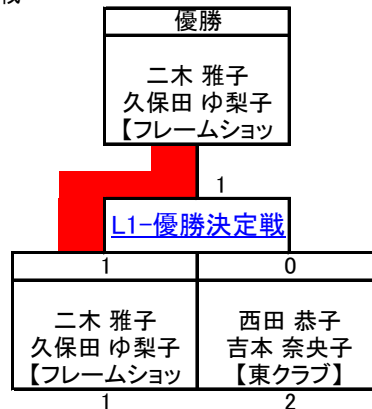 優勝
二木 雅子
久保田 ゆ梨子
【フレームショッ
1
L1-優勝決定戦
1 0
二木 雅子 西田 恭子
久保田 ゆ梨子 吉本 奈央子
【フレームショッ 【東クラブ】
1 2